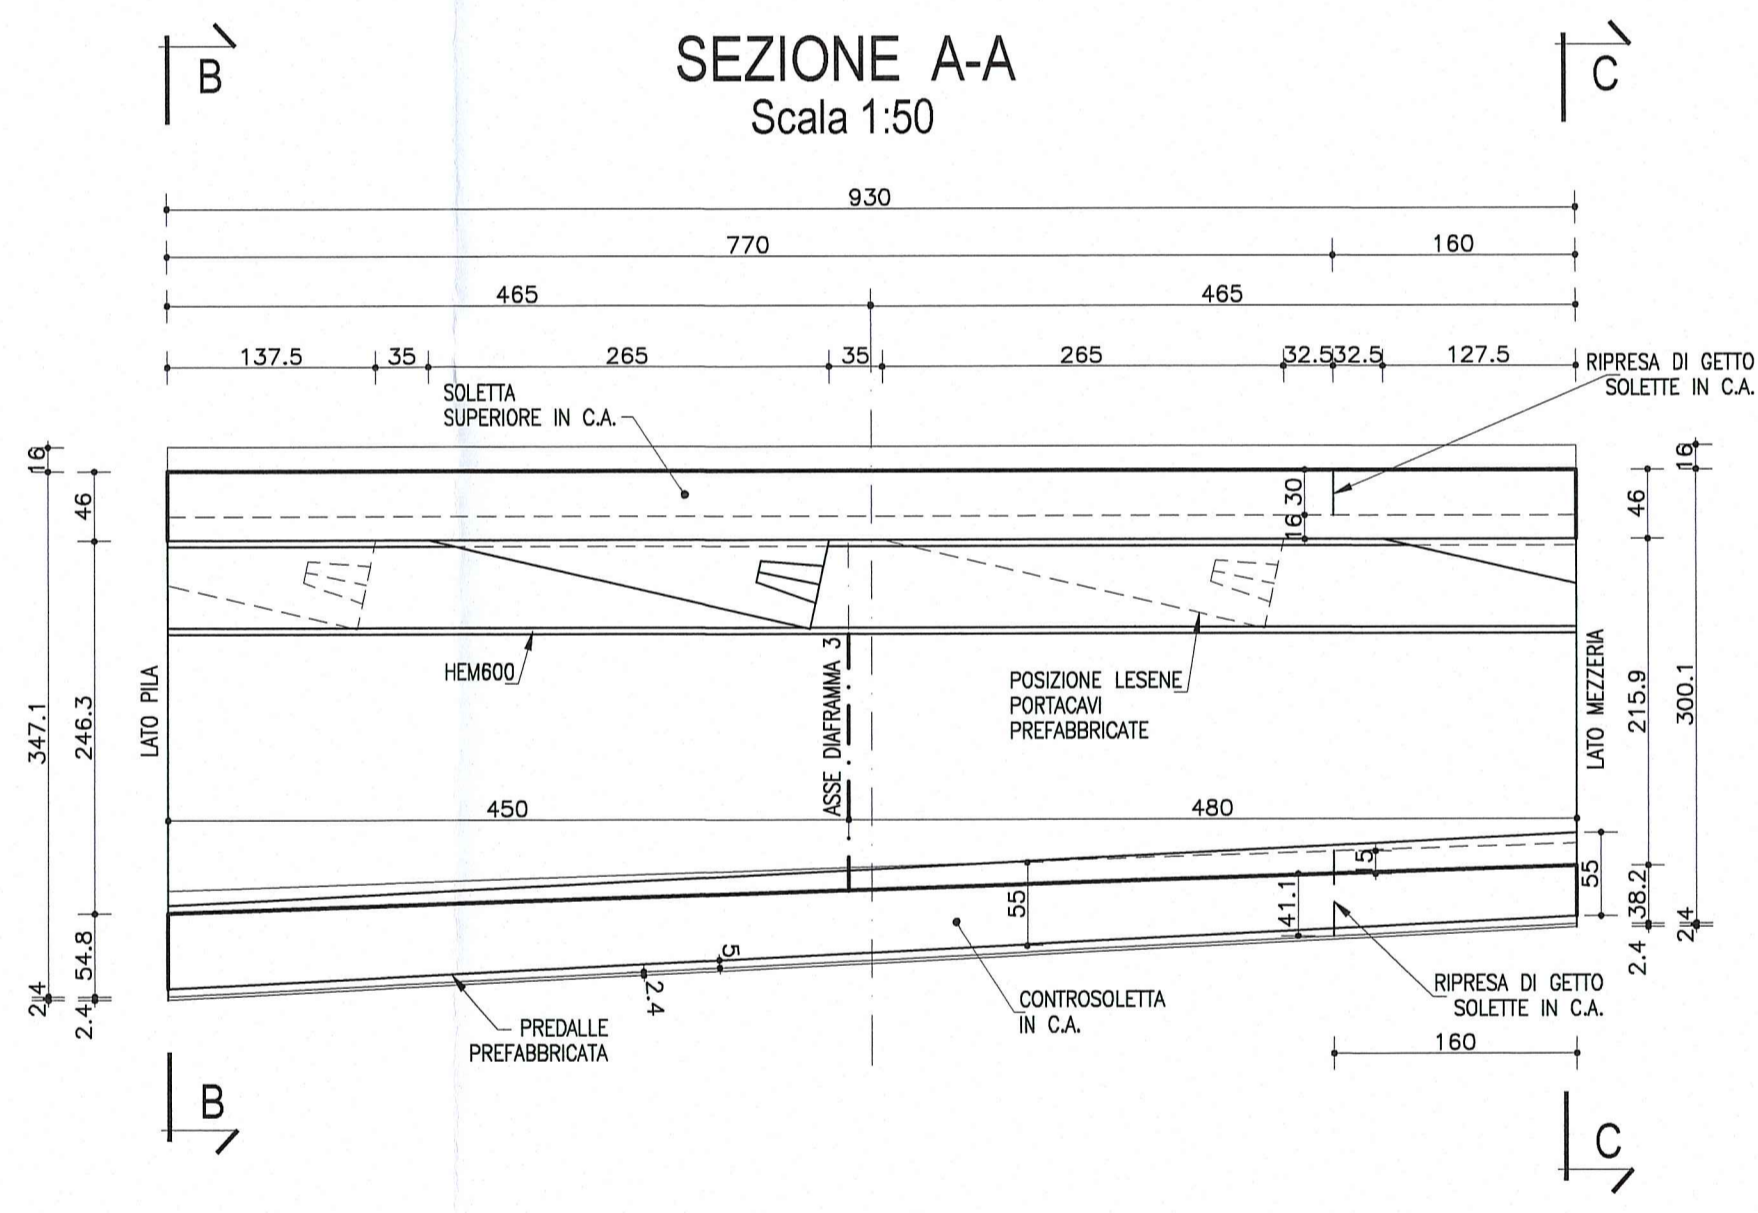 B
SEZIONE A-A
Scala 1:50
C
930
770
160
465
465
137.5
35
265
35
265
32.5
32.5
127.5
RIPRESA DI GETTO
SOLETTE IN C.A.
SOLETTA
SUPERIORE IN C.A.
16
46
347.1
246.3
54.8
2.4
2.4
LATO PILA
30
16
16
46
300.1
215.9
38.2
2.4
2.4
55
LATO MEZZERIA
HEM600
ASSE DIAFRAMMA 3
POSIZIONE LESENE
PORTACAVI
PREFABBRICATE
450
480
55
41.1
5
2.4
PREDALLE
PREFABBRICATA
CONTROSOLETTA
IN C.A.
RIPRESA DI GETTO
SOLETTE IN C.A.
160
B
C